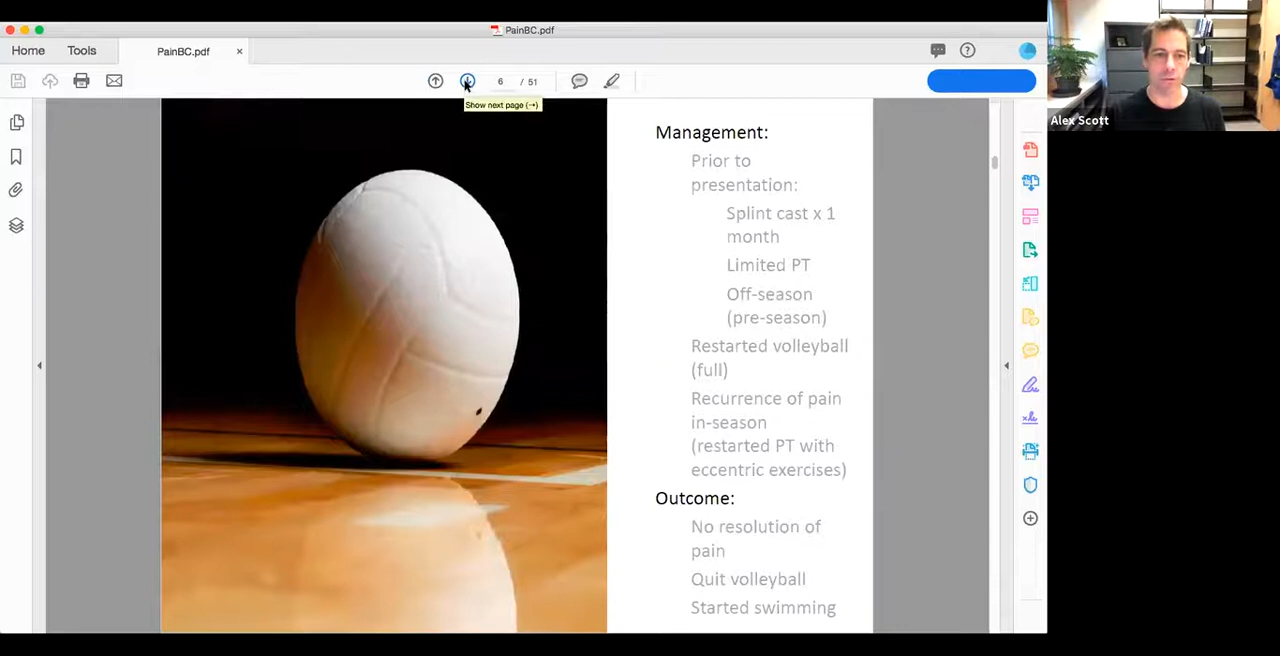 PainBC.pdf
Home
Tools
PainBC.pdf
×
6 / 51
Show next page (→)
Alex Scott
Management:
Prior to
presentation:
Splint cast x 1
month
Limited PT
Off-season
(pre-season)
Restarted volleyball
(full)
Recurrence of pain
in-season
(restarted PT with
eccentric exercises)
Outcome:
No resolution of
pain
Quit volleyball
Started swimming